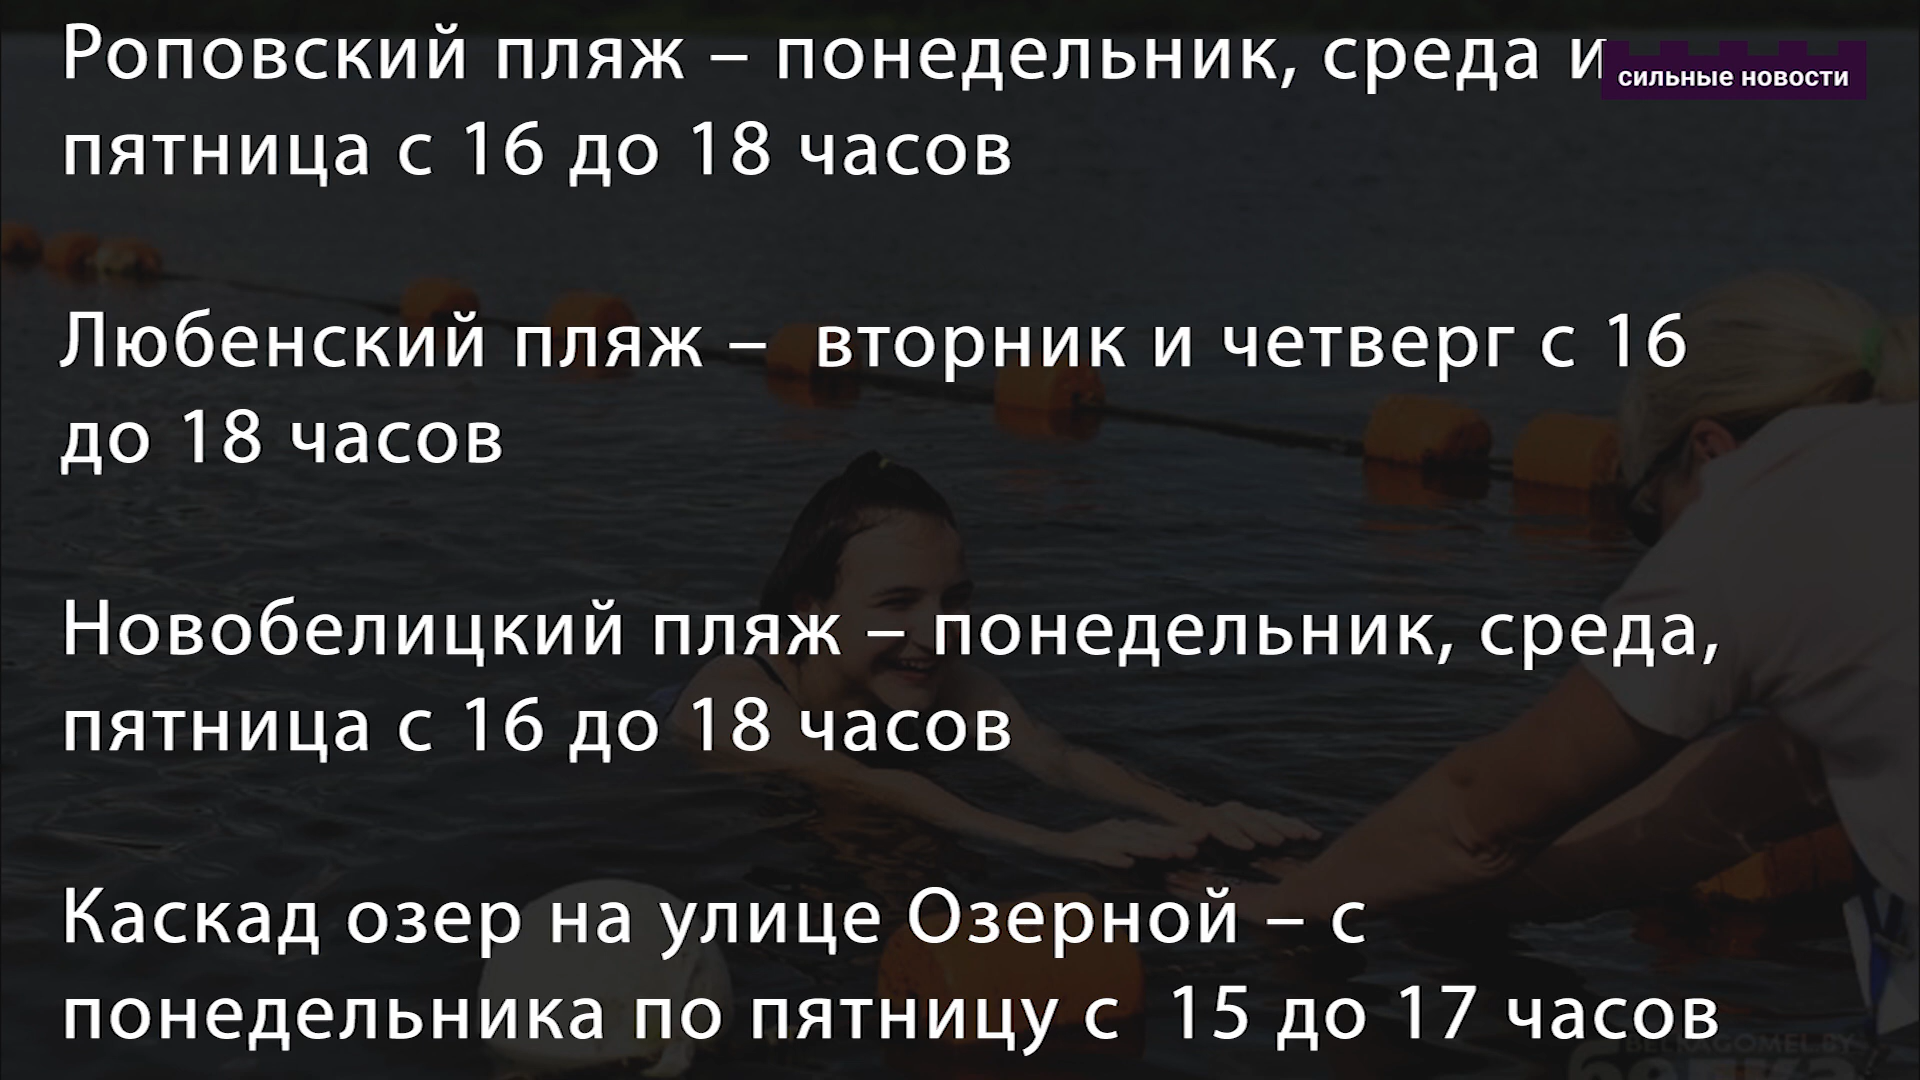 Роповский пляж – понедельник, среда и
сильные новости
пятница с 16 до 18 часов
Любенский пляж – вторник и четверг с 16
до 18 часов
Новобелицкий пляж – понедельник, среда,
пятница с 16 до 18 часов
Каскад озер на улице Озерной – с
понедельника по пятницу с 15 до 17 часов
BELKAGOMEL.BY